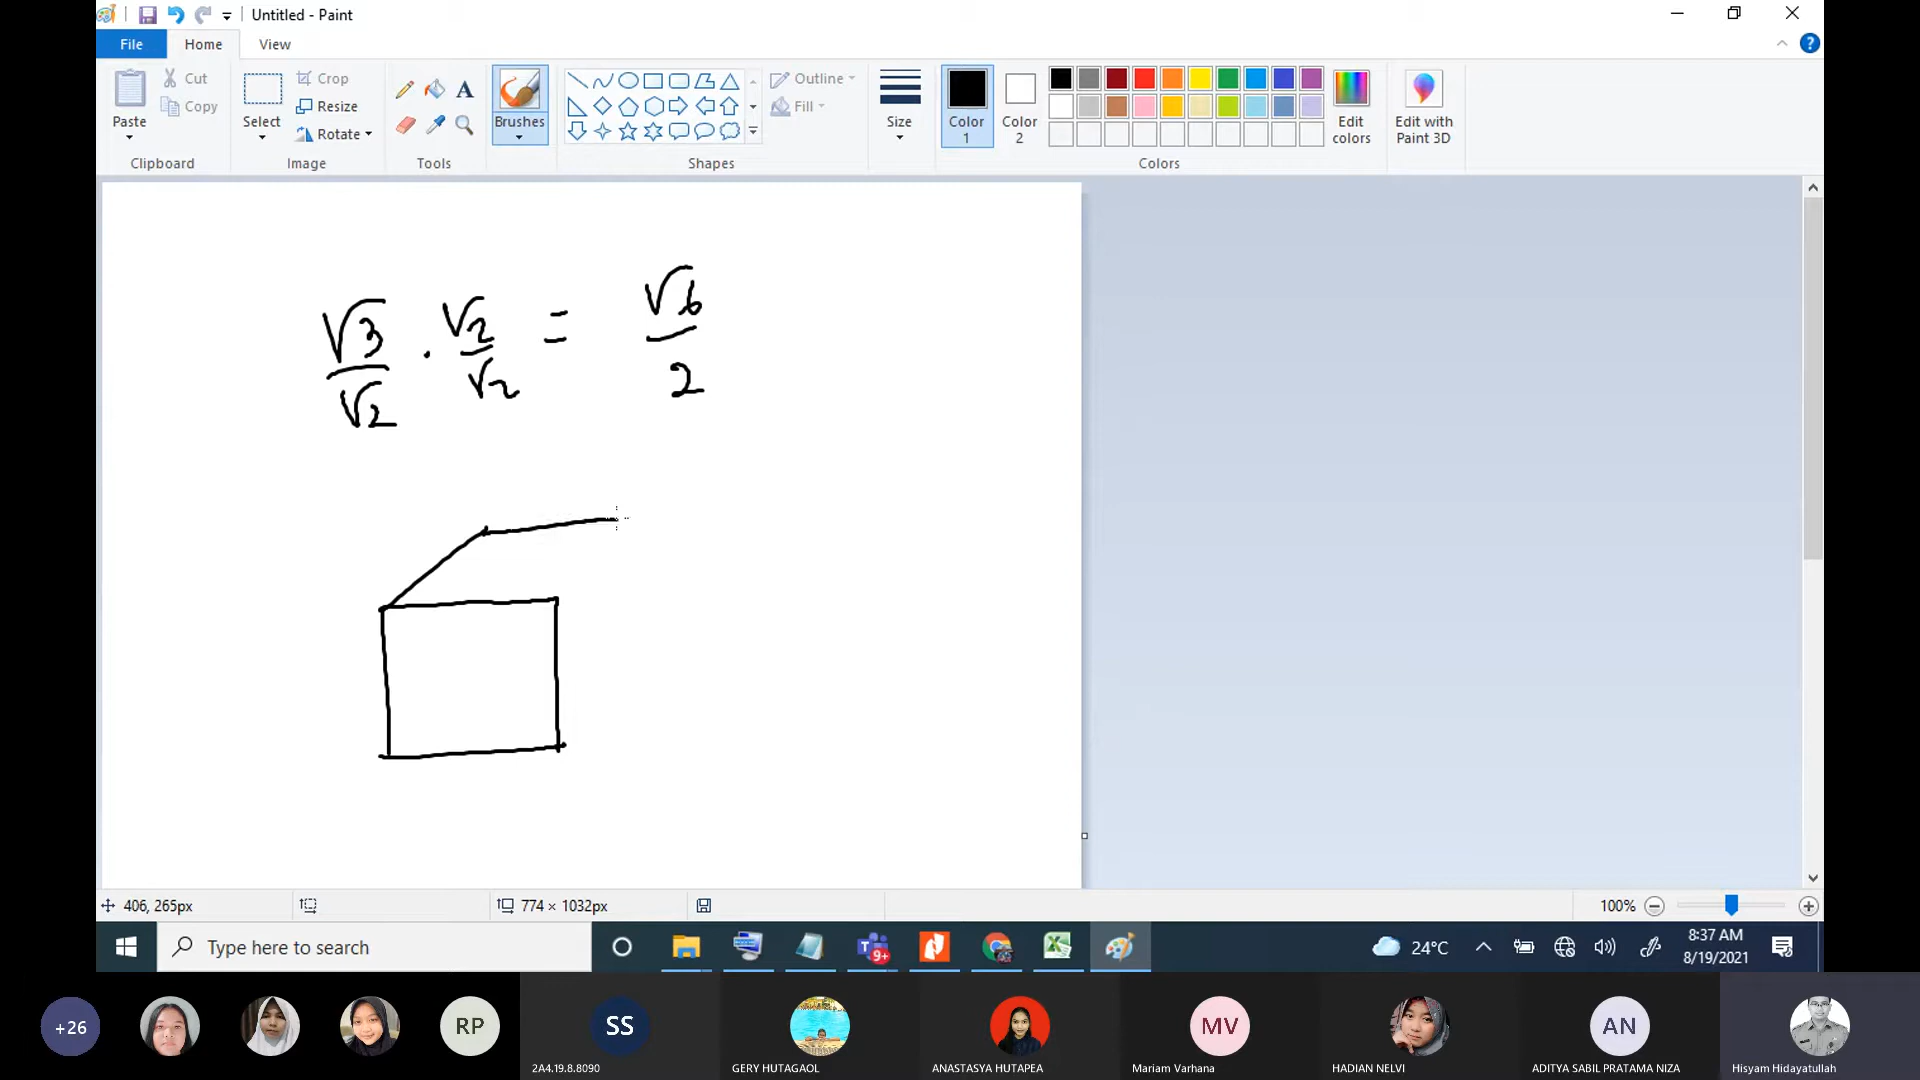 Untitled - Paint
File Home View
Cut
Crop
Outline
Copy
Resize
Fill
Paste
Select
Rotate
Brushes
Size
Color 1
Color 2
Edit colors
Edit with Paint 3D
Clipboard
Image
Tools
Shapes
Colors
√3/√2 . √2/√2 = √6/2
406, 265px
774 × 1032px
100%
Type here to search
9+
24°C
8:37 AM
8/19/2021
+26
RP
SS
MV
AN
2A4.19.8.8090
GERY HUTAGAOL
ANASTASYA HUTAPEA
Mariam Varhana
HADIAN NELVI
ADITYA SABIL PRATAMA NIZA
Hisyam Hidayatullah